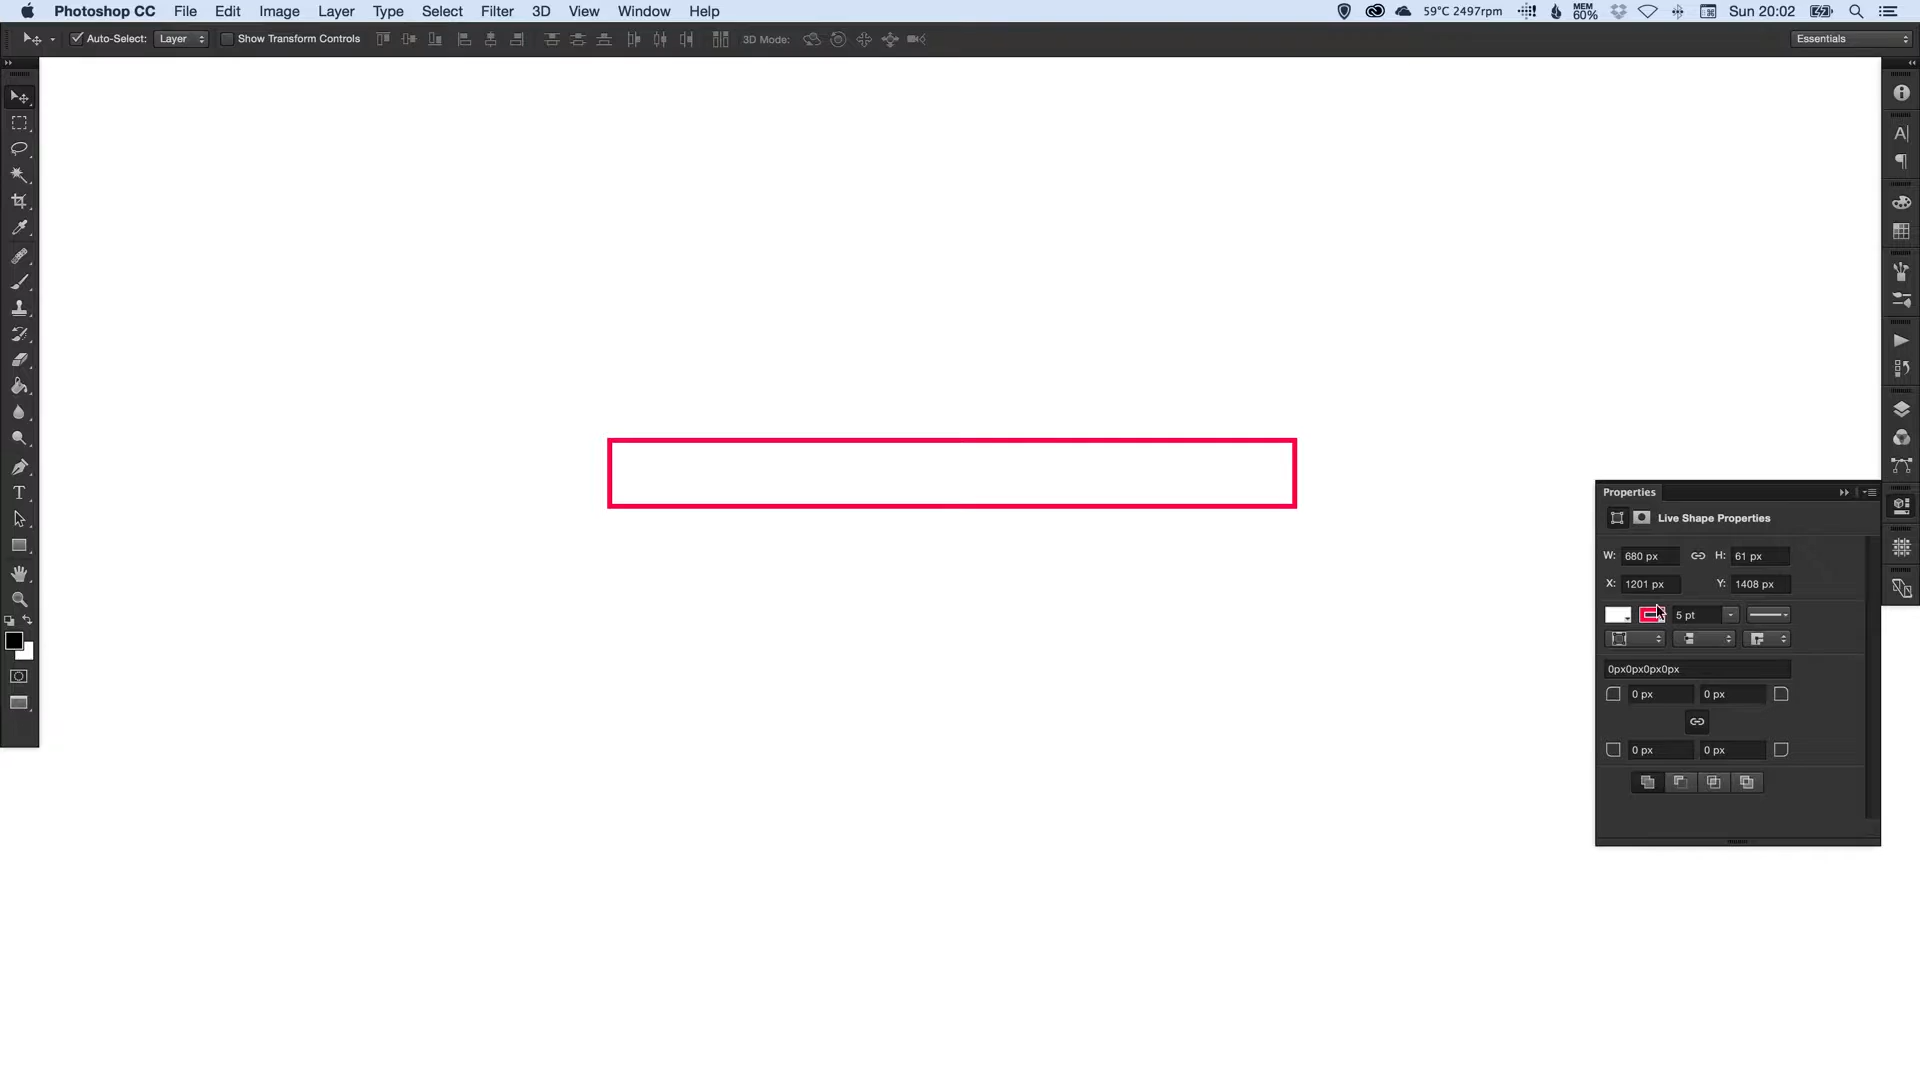 Photoshop CC File Edit Image Layer Type Select Filter 3D View Window Help 59°C 2497rpm MEM 60% Sun 20:02
Auto-Select: Layer Show Transform Controls 3D Mode: Essentials
Properties
Live Shape Properties
W: 680 px H: 61 px
X: 1201 px Y: 1408 px
5 pt
0px0px0px0px
0 px 0 px
0 px 0 px